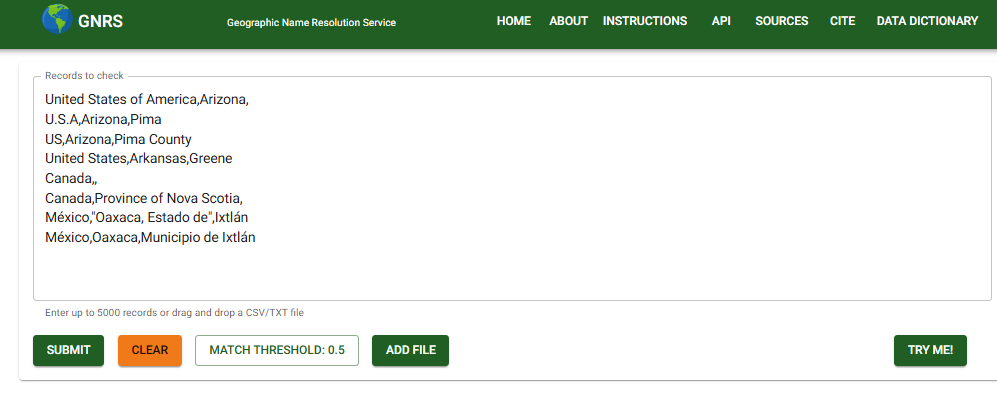 GNRS
Geographic Name Resolution Service
HOME ABOUT INSTRUCTIONS API SOURCES CITE DATA DICTIONARY
Records to check
United States of America,Arizona,
U.S.A,Arizona,Pima
US,Arizona,Pima County
United States,Arkansas,Greene
Canada,,
Canada,Province of Nova Scotia,
México,"Oaxaca, Estado de",Ixtlán
México,Oaxaca,Municipio de Ixtlán
Enter up to 5000 records or drag and drop a CSV/TXT file
SUBMIT CLEAR MATCH THRESHOLD: 0.5 ADD FILE TRY ME!